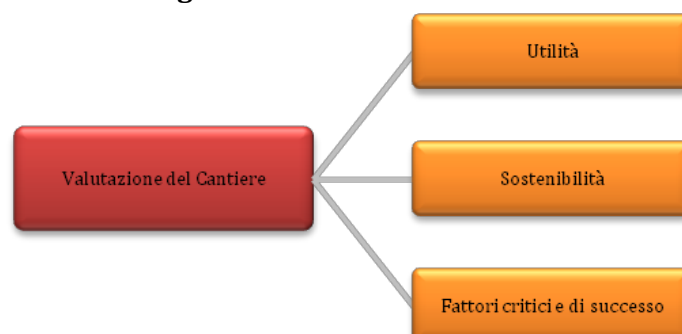 Valutazione del Cantiere
Utilità
Sostenibilità
Fattori critici e di successo